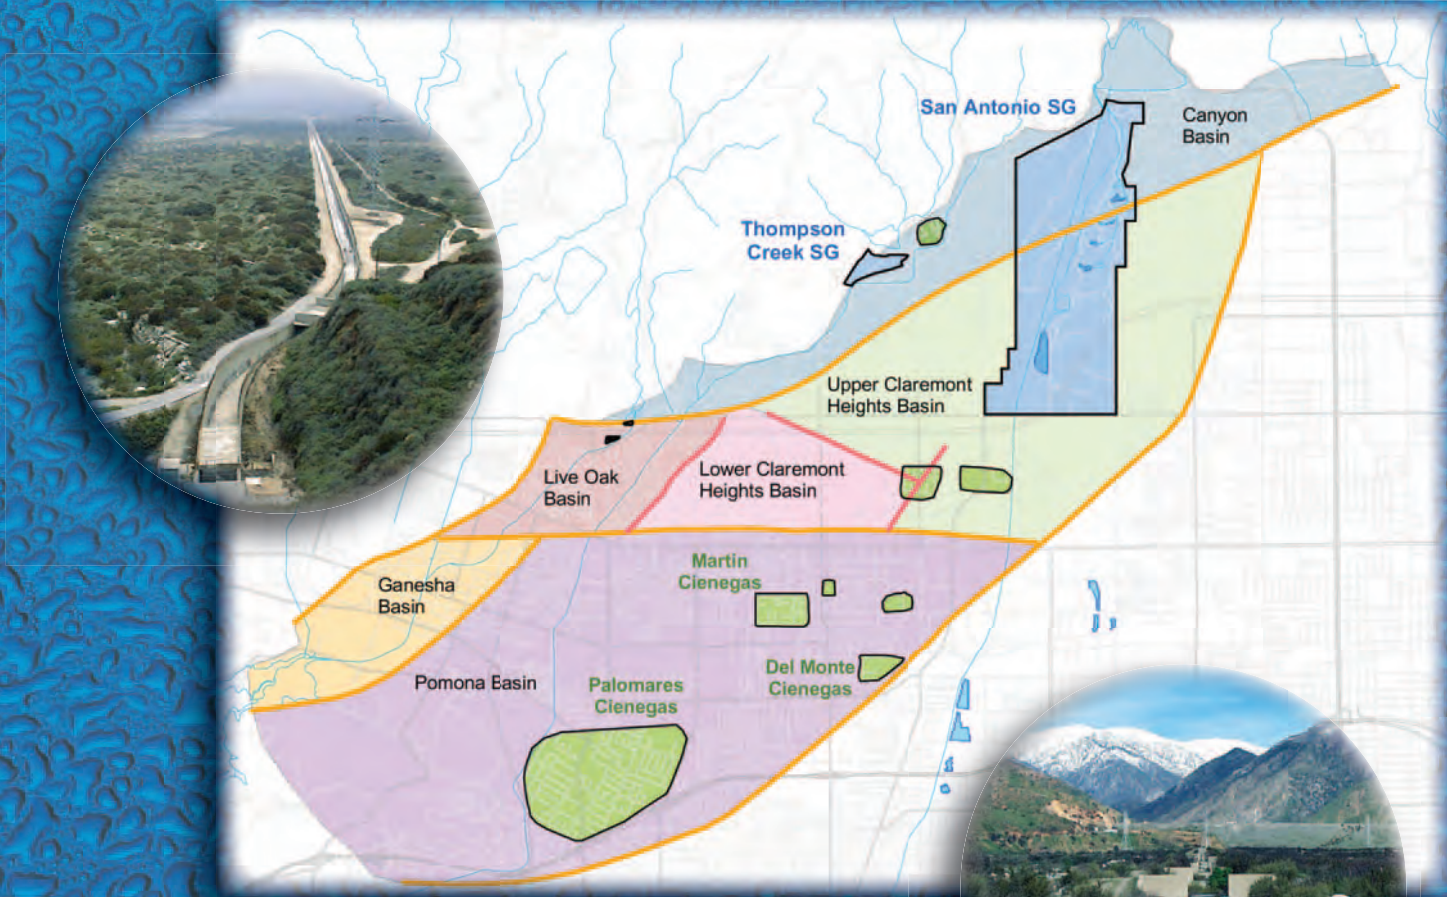 San Antonio SG
Canyon
Basin
Thompson
Creek SG
Upper Claremont
Heights Basin
Live Oak
Basin
Lower Claremont
Heights Basin
Ganesha
Basin
Martin
Cienegas
Pomona Basin
Palomares
Cienegas
Del Monte
Cienegas